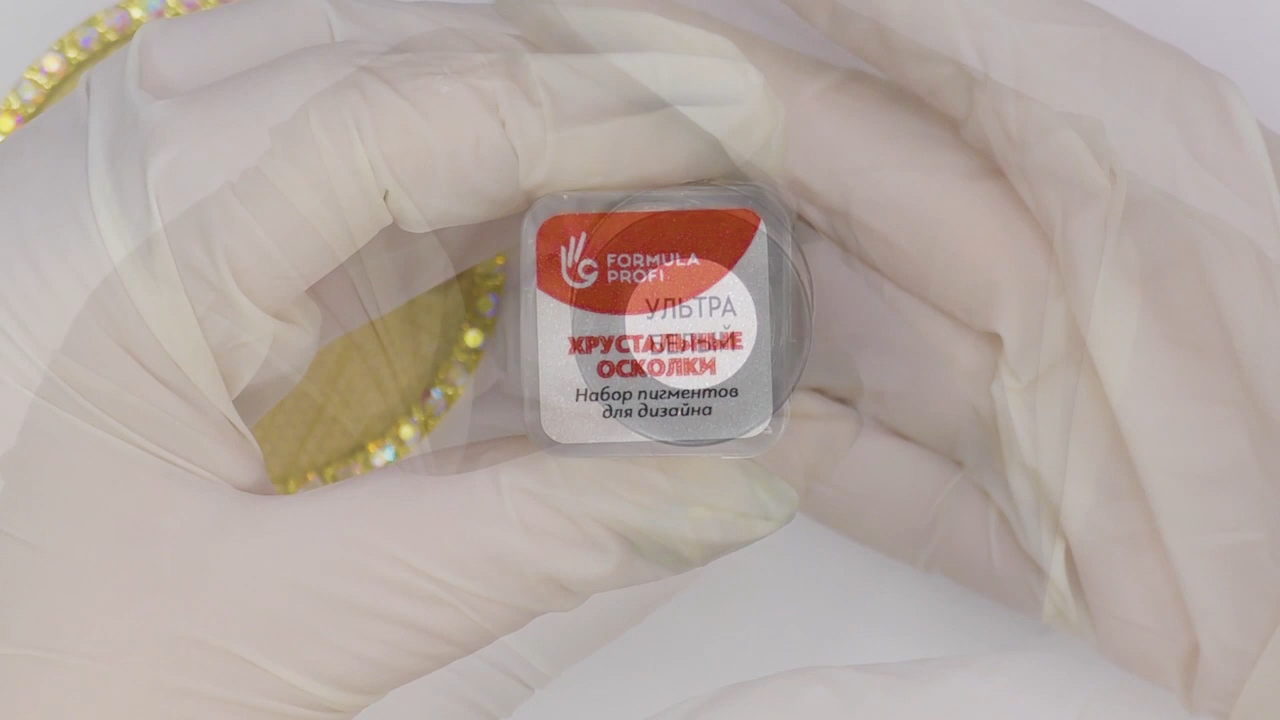 FORMULA
PROFI
УЛЬТРА
ХРУСТАЛЬНЫЕ
ОСКОЛКИ
Набор пигментов
для дизайна